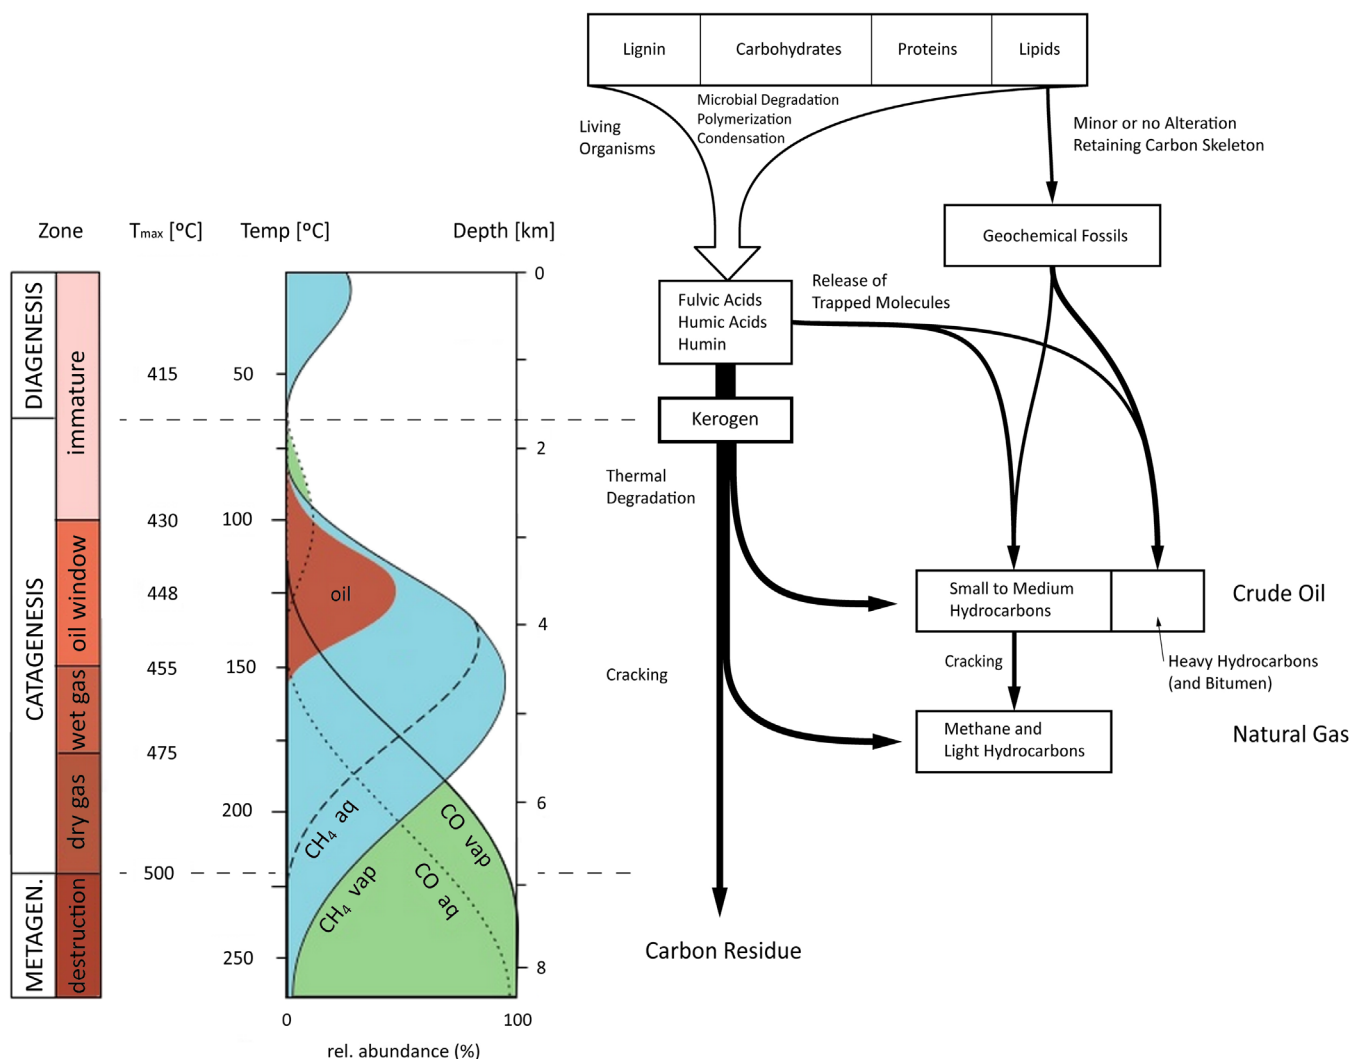 Lignin
Carbohydrates
Proteins
Lipids
Living
Organisms
Microbial Degradation
Polymerization
Condensation
Minor or no Alteration
Retaining Carbon Skeleton
Geochemical Fossils
Zone
Tmax [ºC]
Temp [ºC]
Depth [km]
DIAGENESIS
CATAGENESIS
METAGEN.
immature
oil window
wet gas
dry gas
destruction
415
430
448
455
475
500
50
100
125
150
175
200
250
0
2
4
6
8
oil
CH₄ aq
CH₄ vap
CO vap
CO aq
0
100
rel. abundance (%)
Fulvic Acids
Humic Acids
Humin
Release of
Trapped Molecules
Kerogen
Thermal
Degradation
Cracking
Small to Medium
Hydrocarbons
Crude Oil
Cracking
Heavy Hydrocarbons
(and Bitumen)
Methane and
Light Hydrocarbons
Natural Gas
Carbon Residue